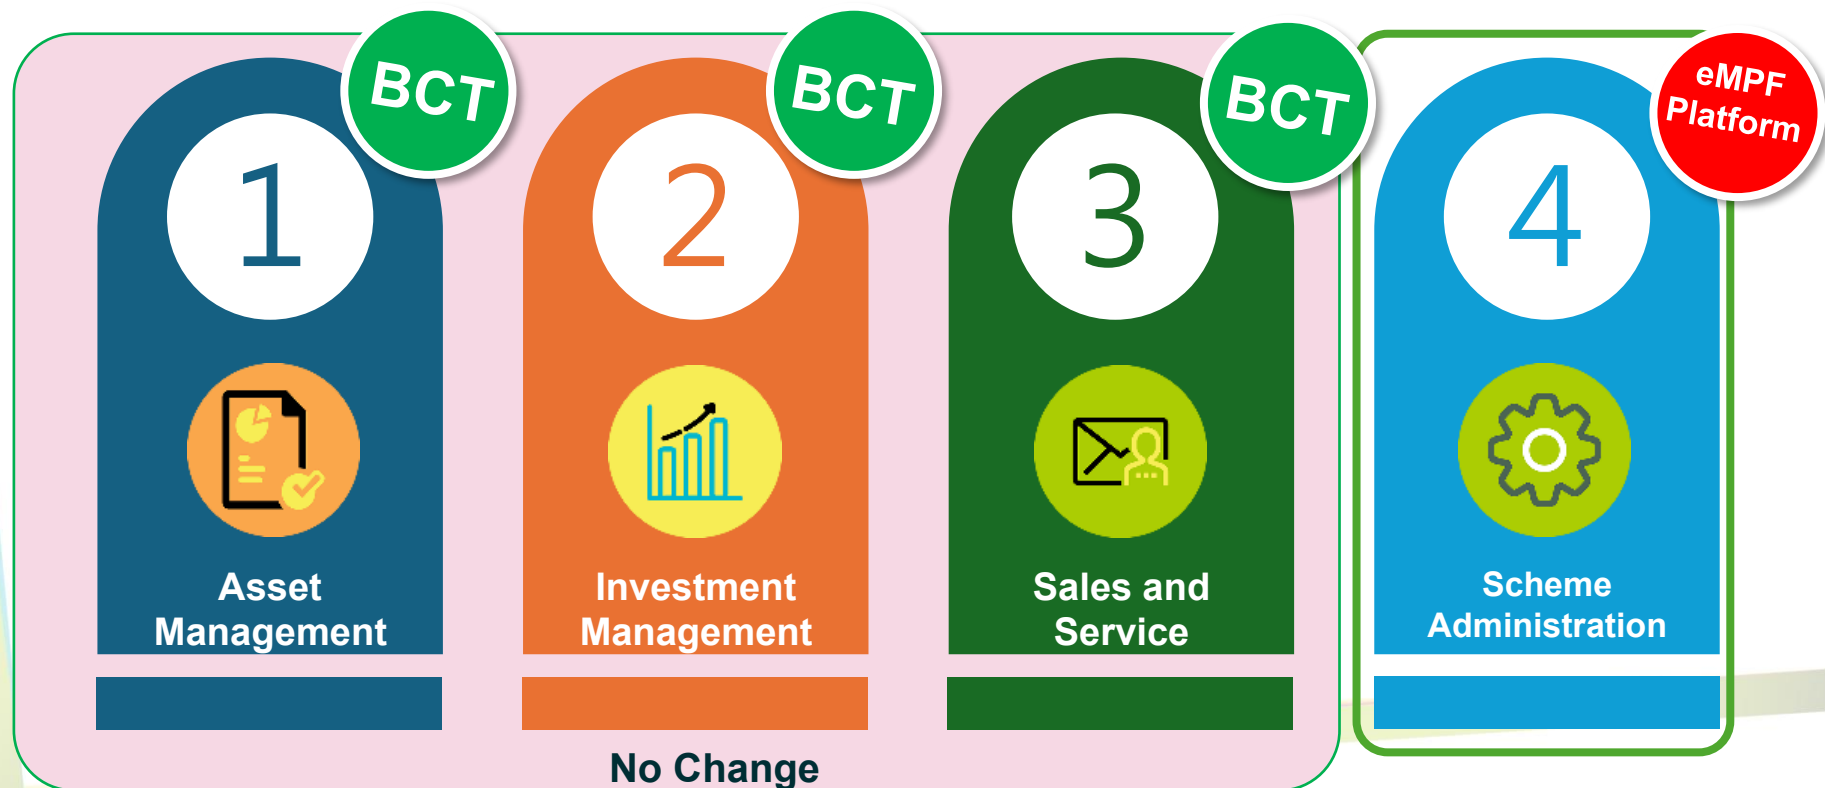 BCT
1
Asset
Management
BCT
2
Investment
Management
BCT
3
Sales and
Service
eMPF
Platform
4
Scheme
Administration
No Change